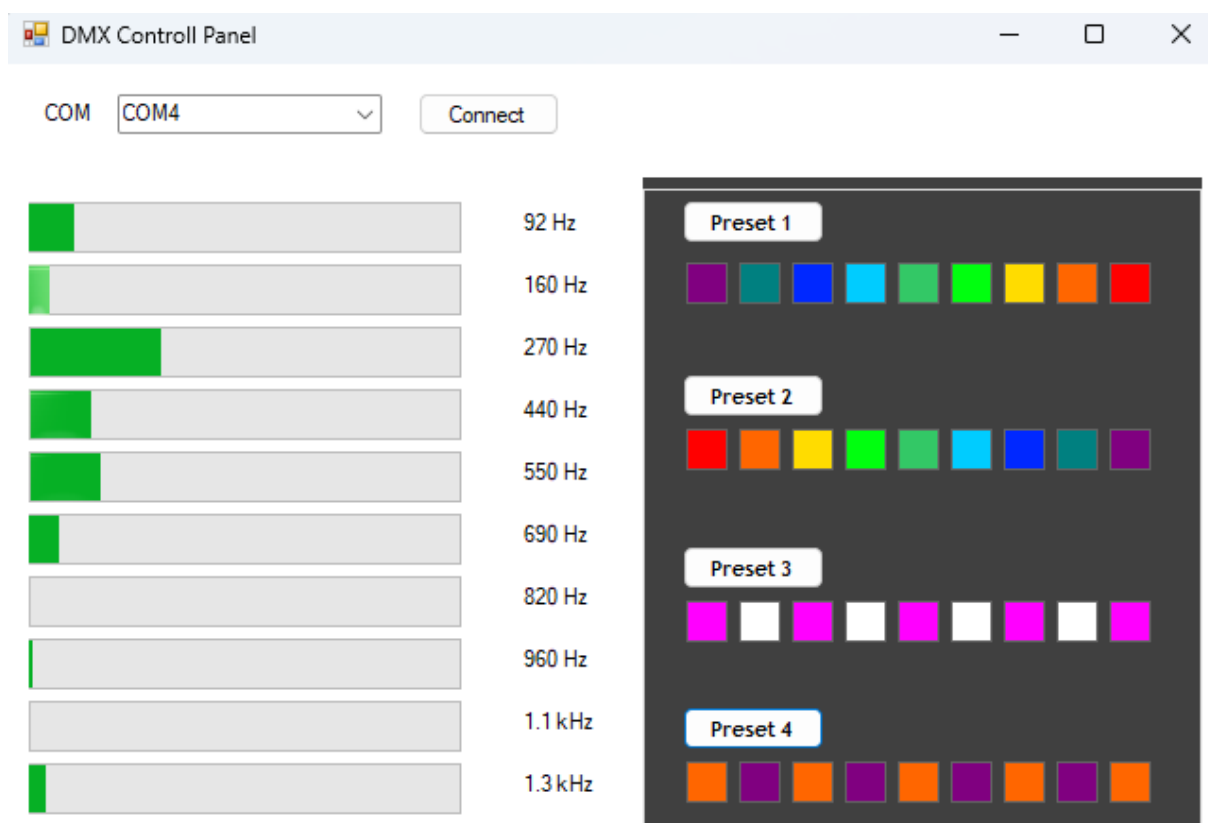 DMX Controll Panel
COM COM4 Connect
92 Hz
160 Hz
270 Hz
440 Hz
550 Hz
690 Hz
820 Hz
960 Hz
1.1 kHz
1.3 kHz
Preset 1
Preset 2
Preset 3
Preset 4